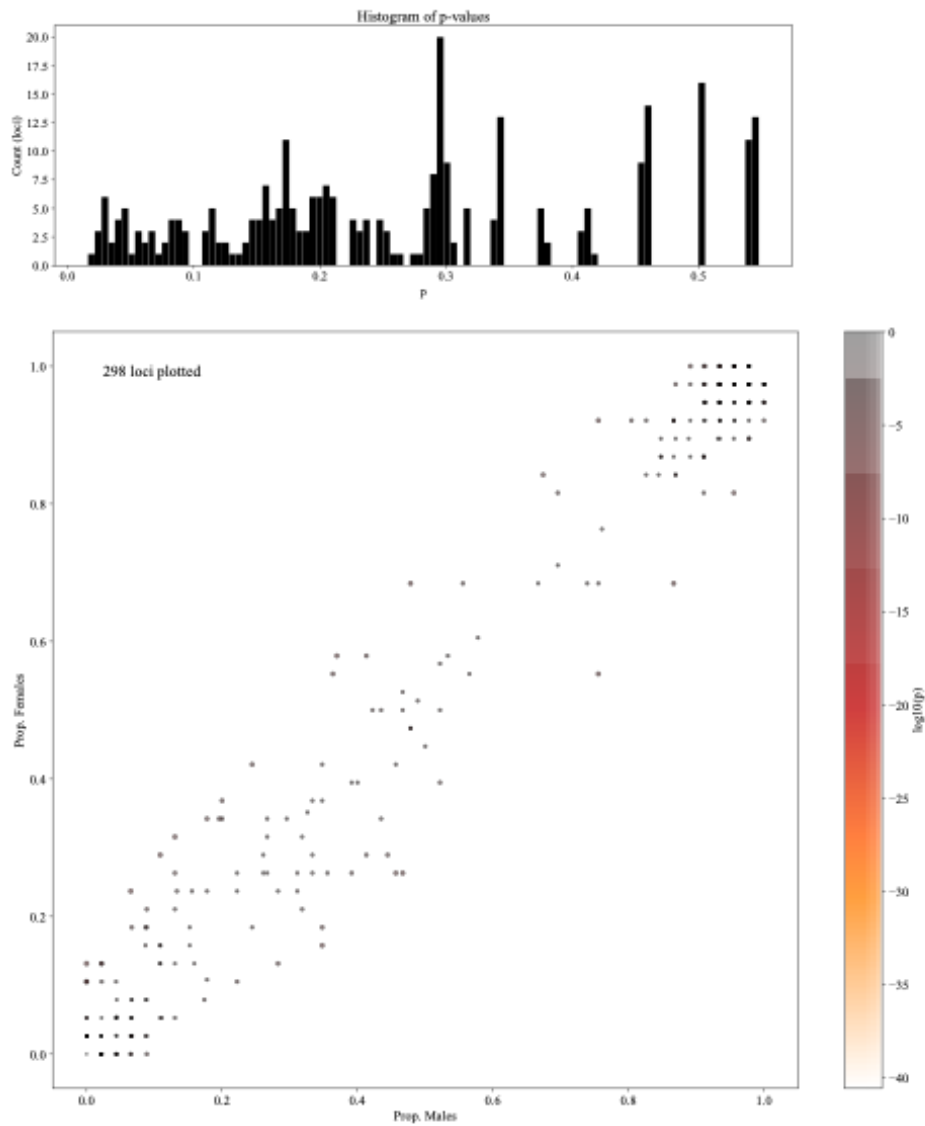 Histogram of p-values
20.0
17.5
15.0
12.5
10.0
7.5
5.0
2.5
0.0
Count (loci)
0.0 0.1 0.2 0.3 0.4 0.5
P
298 loci plotted
1.0
0.8
0.6
0.4
0.2
0.0
Prop. Females
0.0 0.2 0.4 0.6 0.8 1.0
Prop. Males
0
−5
−10
−15
−20
−25
−30
−35
−40
log10(p)